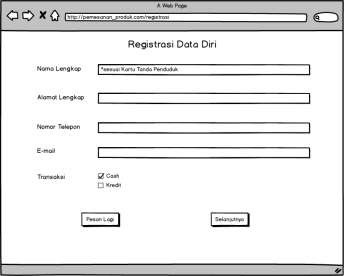 A Web Page
http://pemesanan_produk.com/registrasi
Registrasi Data Diri
Nama Lengkap
*sesuai Kartu Tanda Penduduk
Alamat Lengkap
Nomor Telepon
E-mail
Transaksi
Cash
Kredit
Pesan Lagi
Selanjutnya